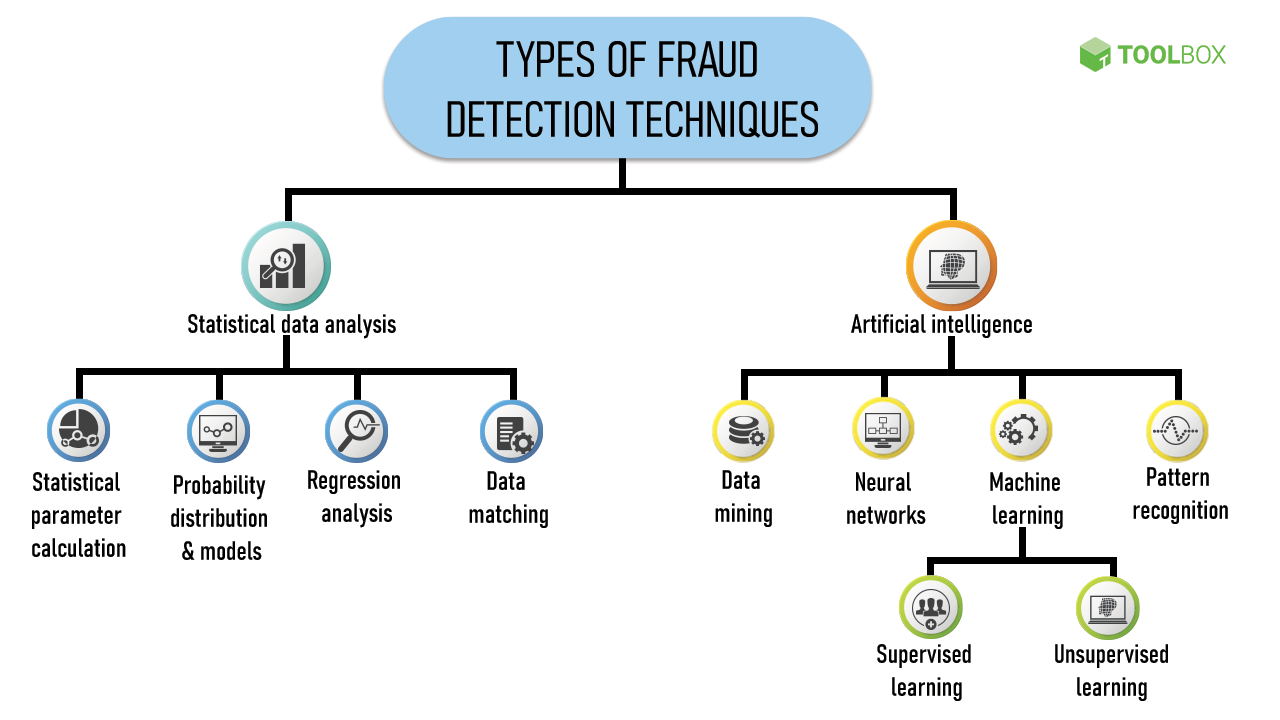 TYPES OF FRAUD
DETECTION TECHNIQUES
TOOLBOX
Statistical data analysis
Artificial intelligence
Statistical
parameter
calculation
Probability
distribution
& models
Regression
analysis
Data
matching
Data
mining
Neural
networks
Machine
learning
Pattern
recognition
Supervised
learning
Unsupervised
learning